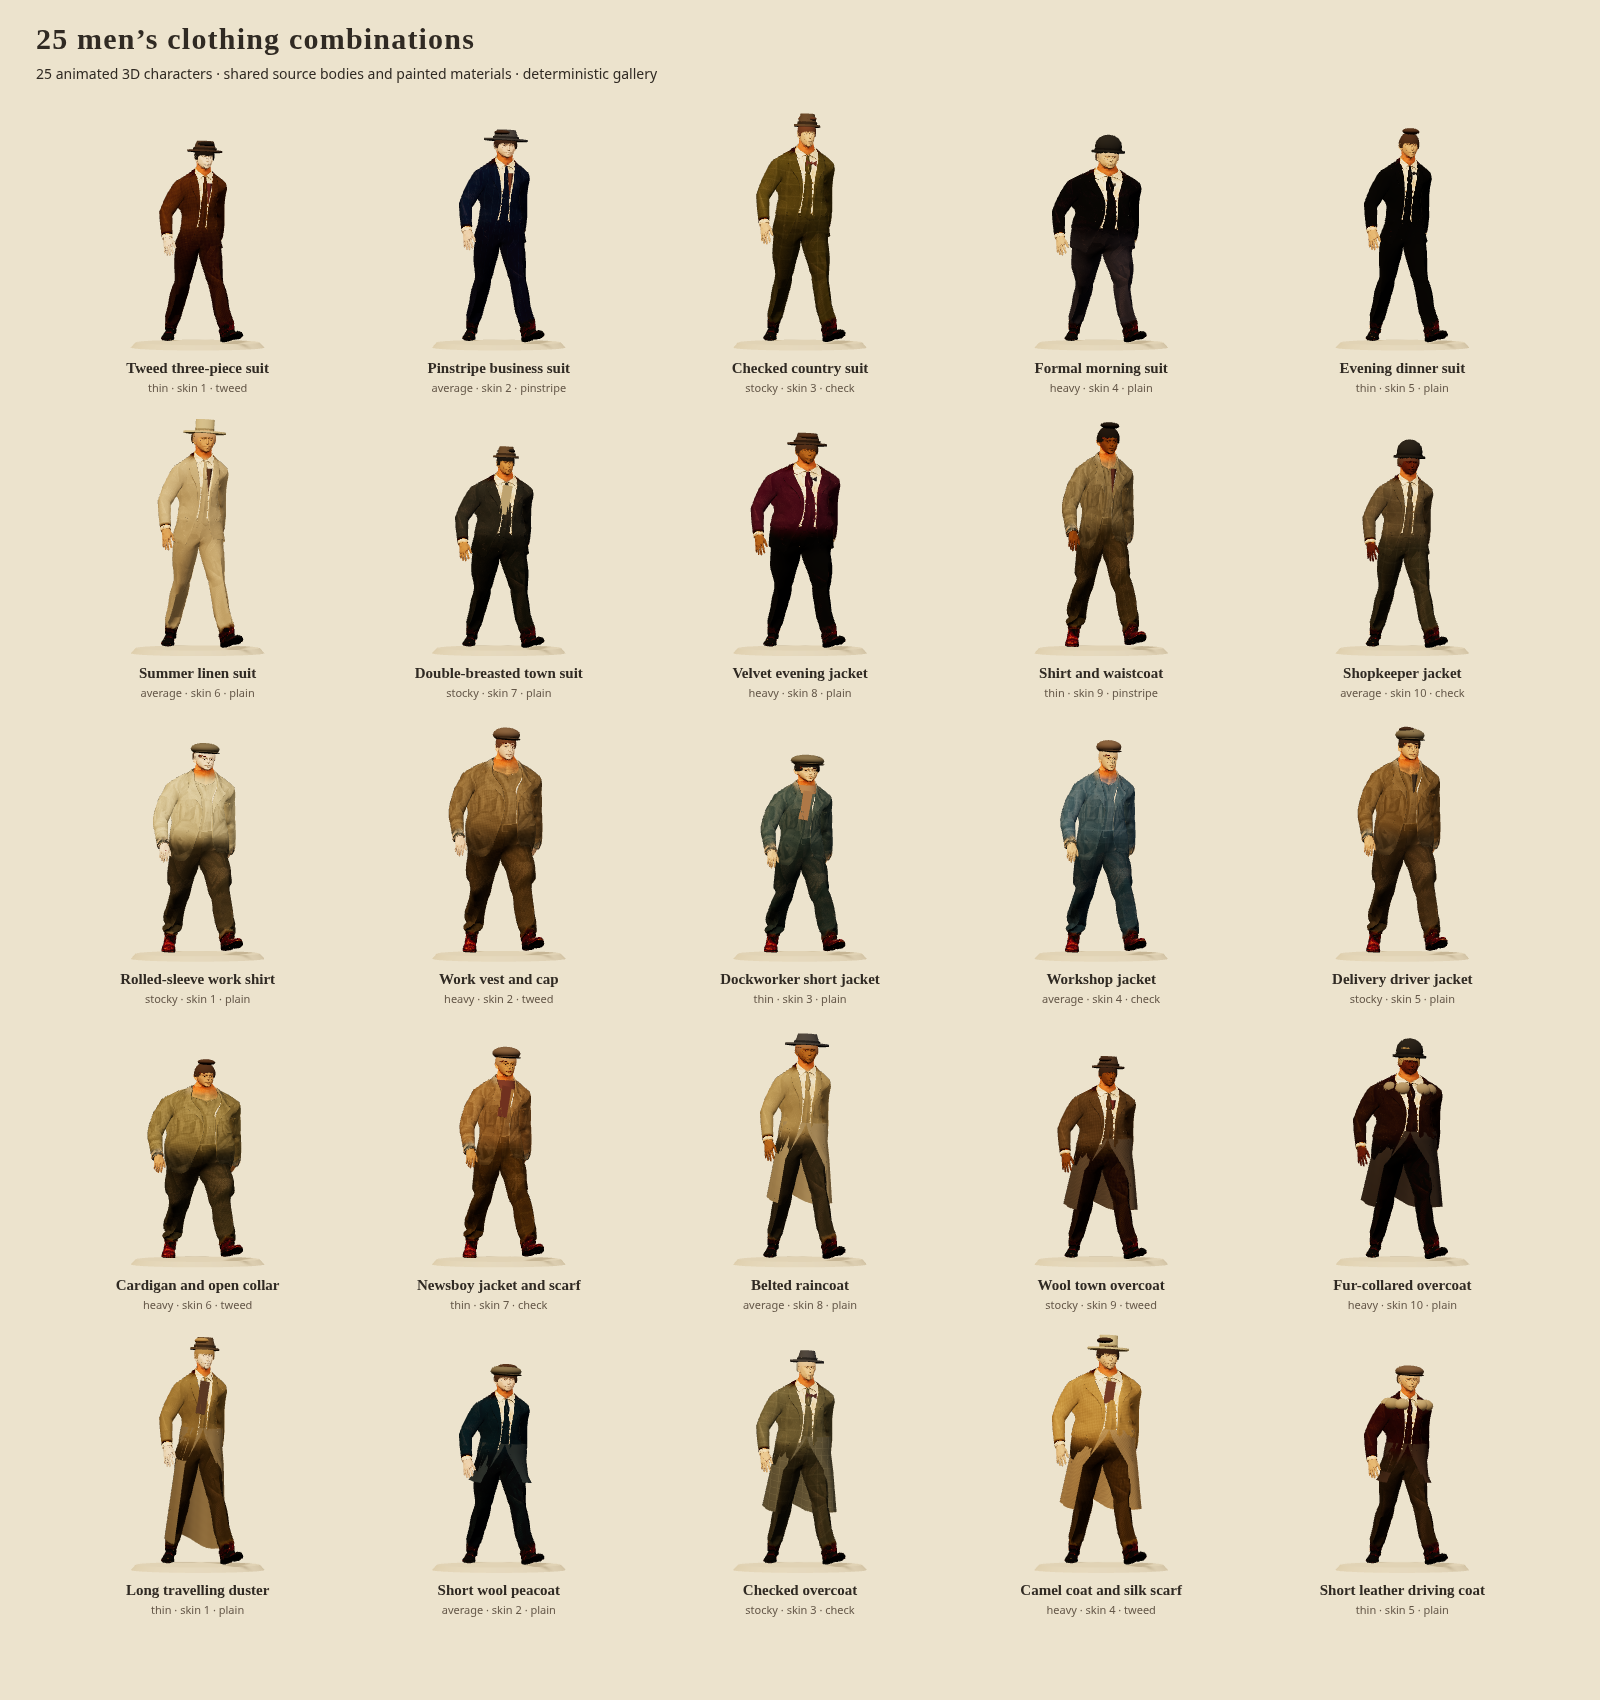 25 men’s clothing combinations
25 animated 3D characters · shared source bodies and painted materials · deterministic gallery
Tweed three-piece suit
thin · skin 1 · tweed
Pinstripe business suit
average · skin 2 · pinstripe
Checked country suit
stocky · skin 3 · check
Formal morning suit
heavy · skin 4 · plain
Evening dinner suit
thin · skin 5 · plain
Summer linen suit
average · skin 6 · plain
Double-breasted town suit
stocky · skin 7 · plain
Velvet evening jacket
heavy · skin 8 · plain
Shirt and waistcoat
thin · skin 9 · pinstripe
Shopkeeper jacket
average · skin 10 · check
Rolled-sleeve work shirt
stocky · skin 1 · plain
Work vest and cap
heavy · skin 2 · tweed
Dockworker short jacket
thin · skin 3 · plain
Workshop jacket
average · skin 4 · check
Delivery driver jacket
stocky · skin 5 · plain
Cardigan and open collar
heavy · skin 6 · tweed
Newsboy jacket and scarf
thin · skin 7 · check
Belted raincoat
average · skin 8 · plain
Wool town overcoat
stocky · skin 9 · tweed
Fur-collared overcoat
heavy · skin 10 · plain
Long travelling duster
thin · skin 1 · plain
Short wool peacoat
average · skin 2 · plain
Checked overcoat
stocky · skin 3 · check
Camel coat and silk scarf
heavy · skin 4 · tweed
Short leather driving coat
thin · skin 5 · plain